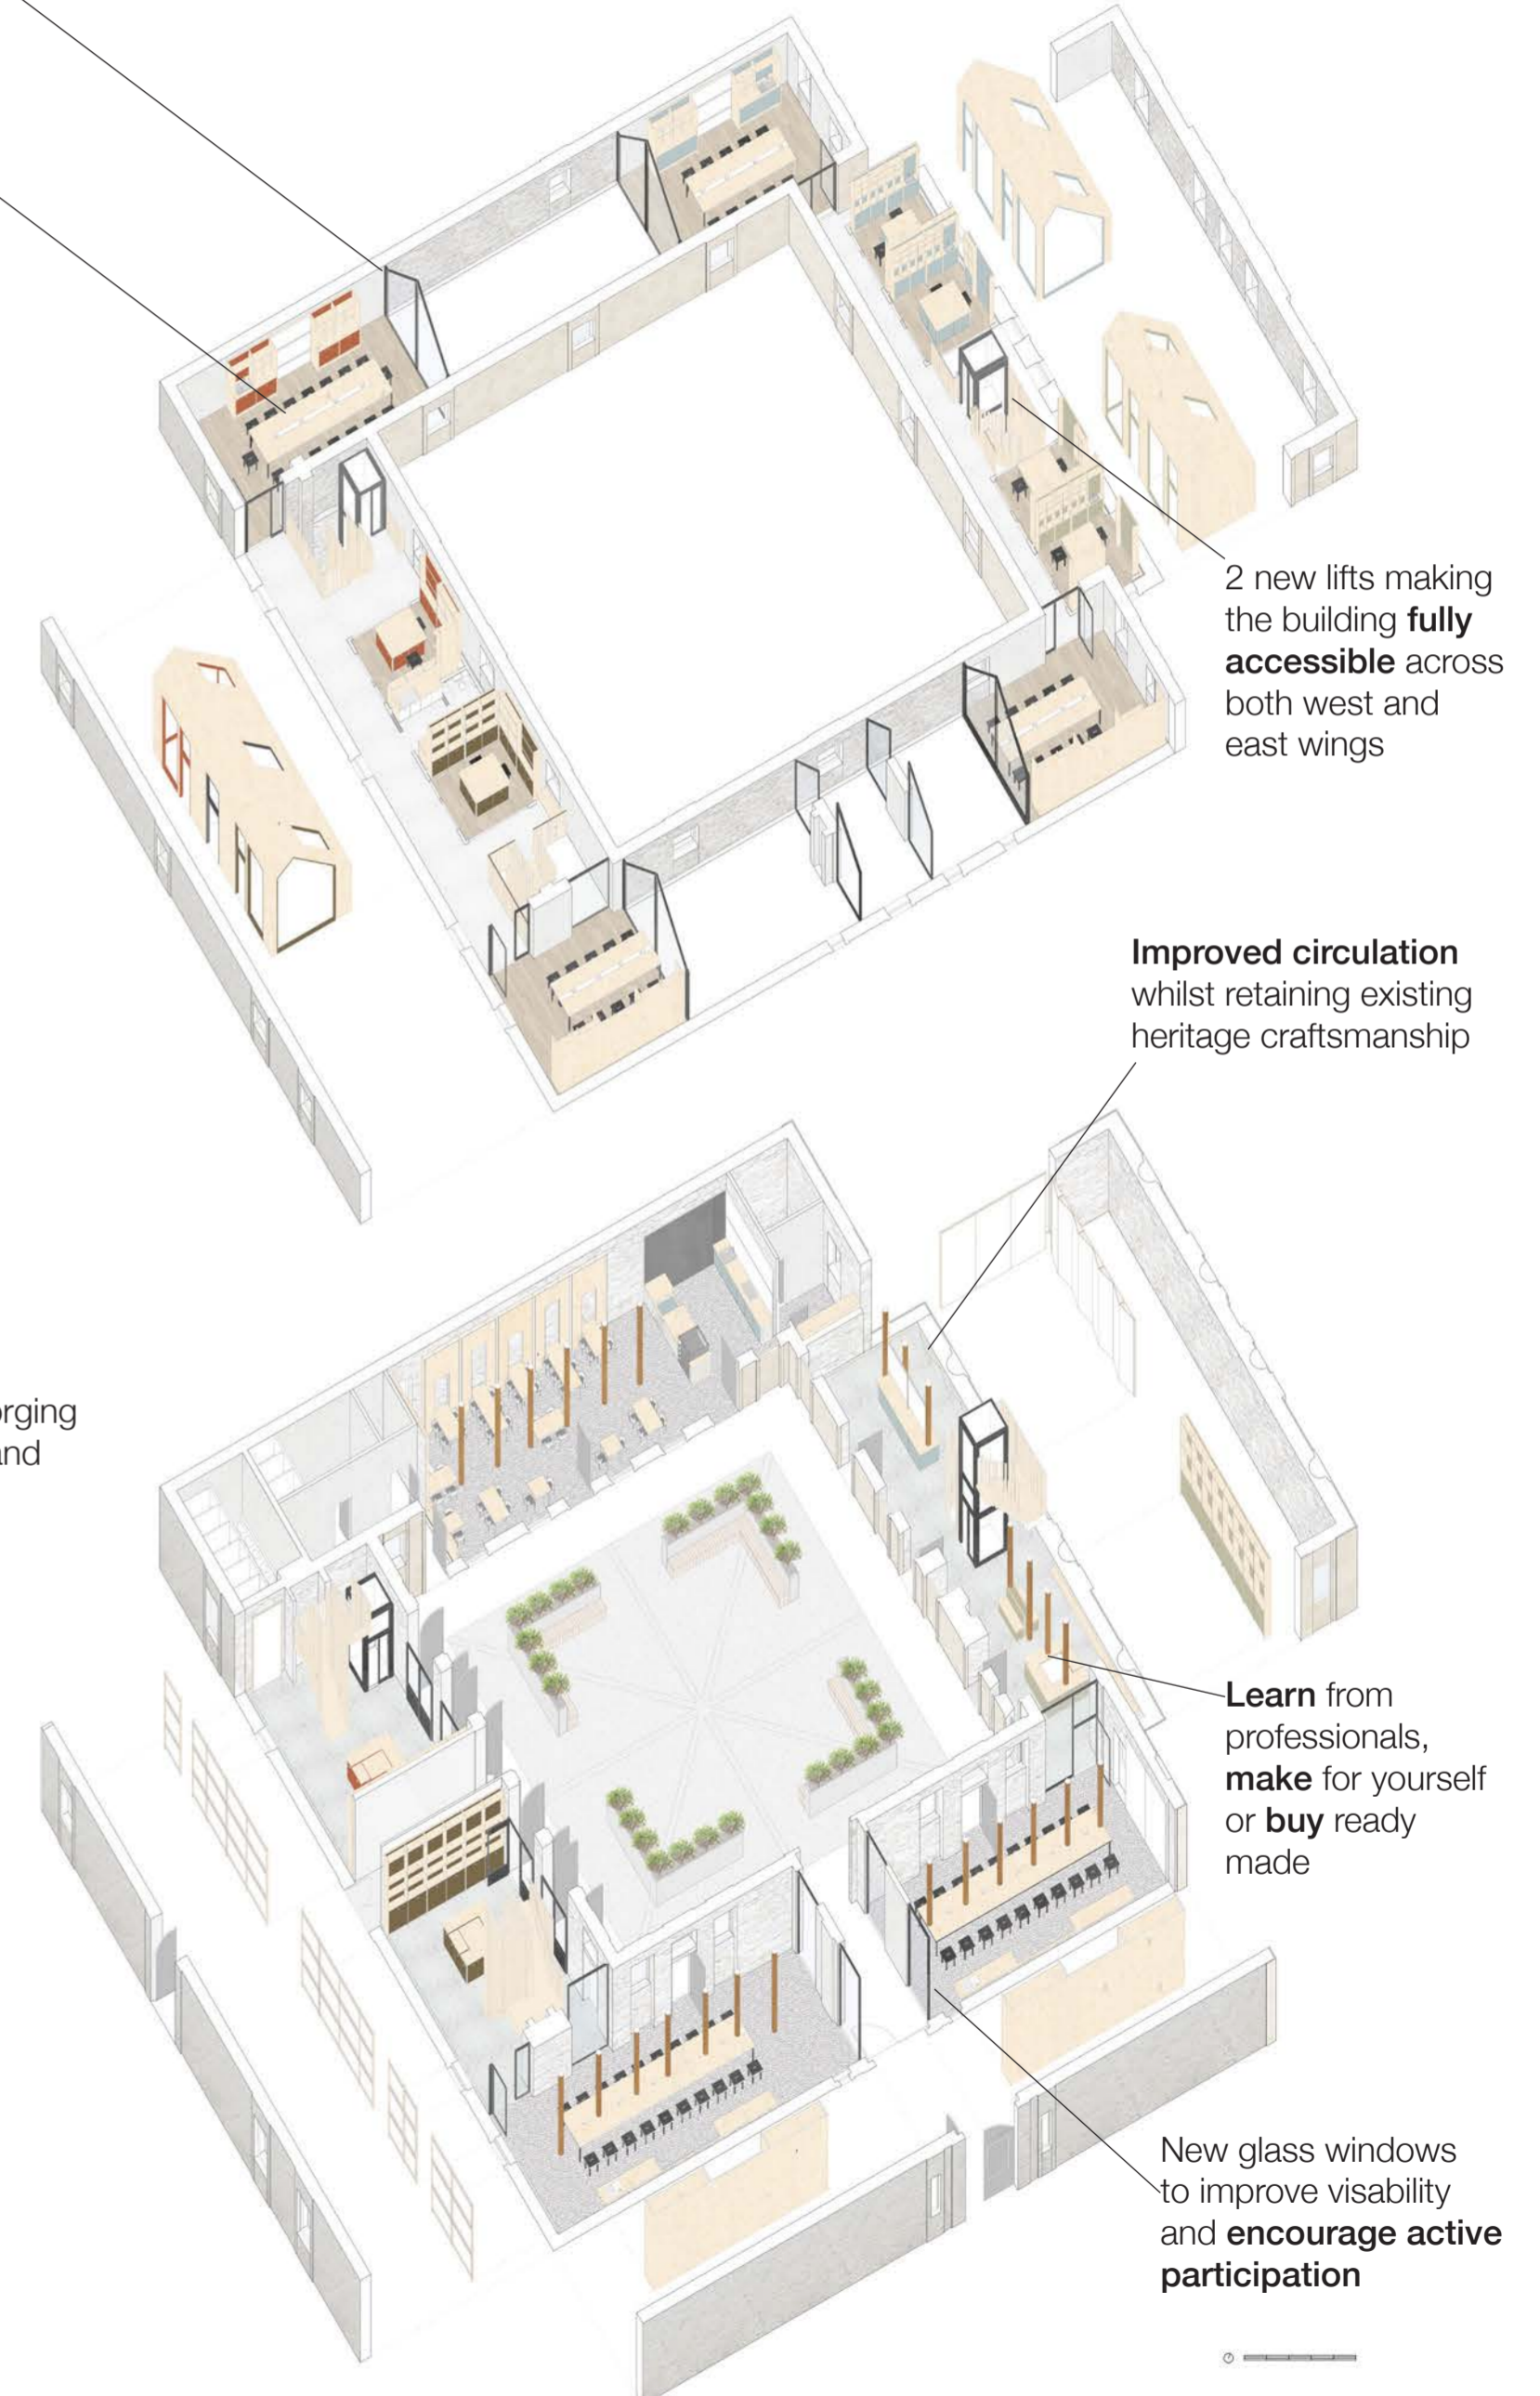 2 new lifts making
the building fully
accessible across
both west and
east wings
Improved circulation
whilst retaining existing
heritage craftsmanship
orging
and
Learn from
professionals,
make for yourself
or buy ready
made
New glass windows
to improve visability
and encourage active
participation